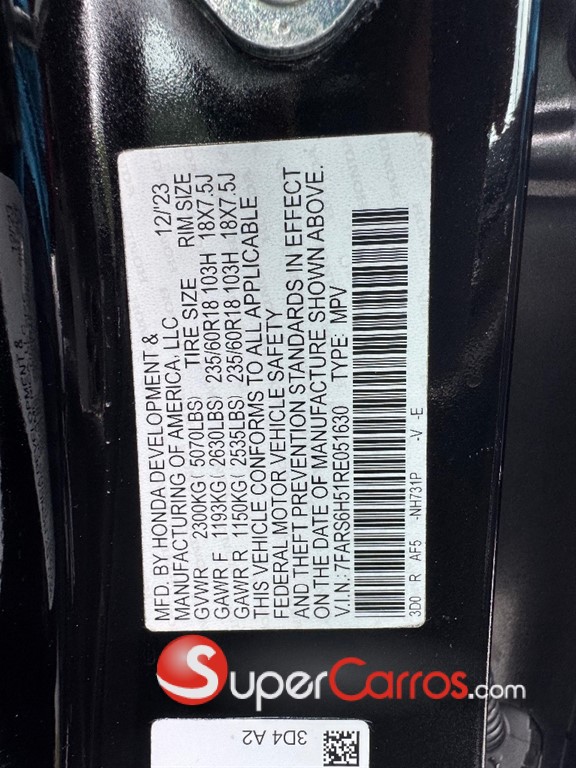 MFD. BY HONDA DEVELOPMENT &
MANUFACTURING OF AMERICA, LLC 12/'23
GVWR 2300KG ( 5070LBS) TIRE SIZE RIM SIZE
GAWR F 1193KG ( 2630LBS) 235/60R18 103H 18X7.5J
GAWR R 1150KG ( 2535LBS) 235/60R18 103H 18X7.5J
THIS VEHICLE CONFORMS TO ALL APPLICABLE
FEDERAL MOTOR VEHICLE SAFETY
AND THEFT PREVENTION STANDARDS IN EFFECT
ON THE DATE OF MANUFACTURE SHOWN ABOVE.
V.I.N.: 7FARS6H51RE051630 TYPE: MPV
3D0 R AF5 -NH731P -V -E
SuperCarros.com
3D4 A2